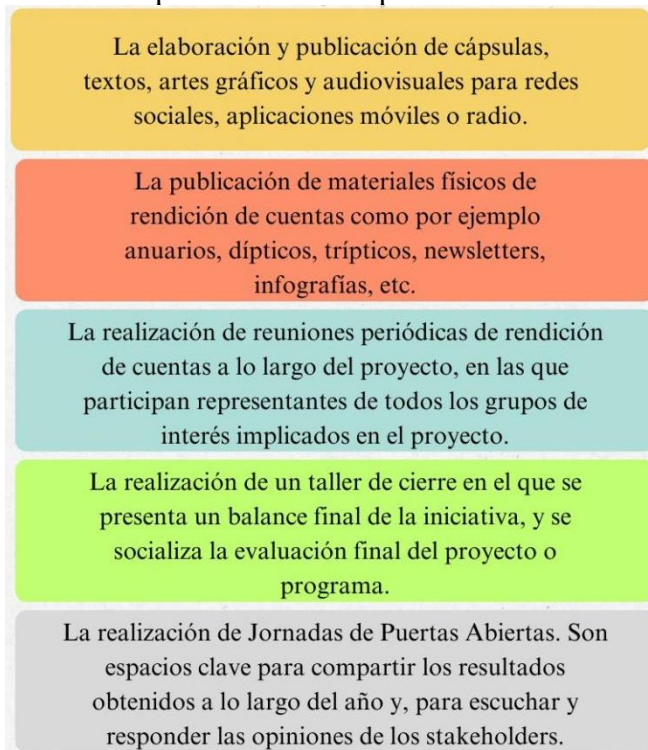 La elaboración y publicación de cápsulas,
textos, artes gráficos y audiovisuales para redes
sociales, aplicaciones móviles o radio.
La publicación de materiales físicos de
rendición de cuentas como por ejemplo
anuarios, dípticos, trípticos, newsletters,
infografías, etc.
La realización de reuniones periódicas de rendición
de cuentas a lo largo del proyecto, en las que
participan representantes de todos los grupos de
interés implicados en el proyecto.
La realización de un taller de cierre en el que se
presenta un balance final de la iniciativa, y se
socializa la evaluación final del proyecto o
programa.
La realización de Jornadas de Puertas Abiertas. Son
espacios clave para compartir los resultados
obtenidos a lo largo del año y, para escuchar y
responder las opiniones de los stakeholders.